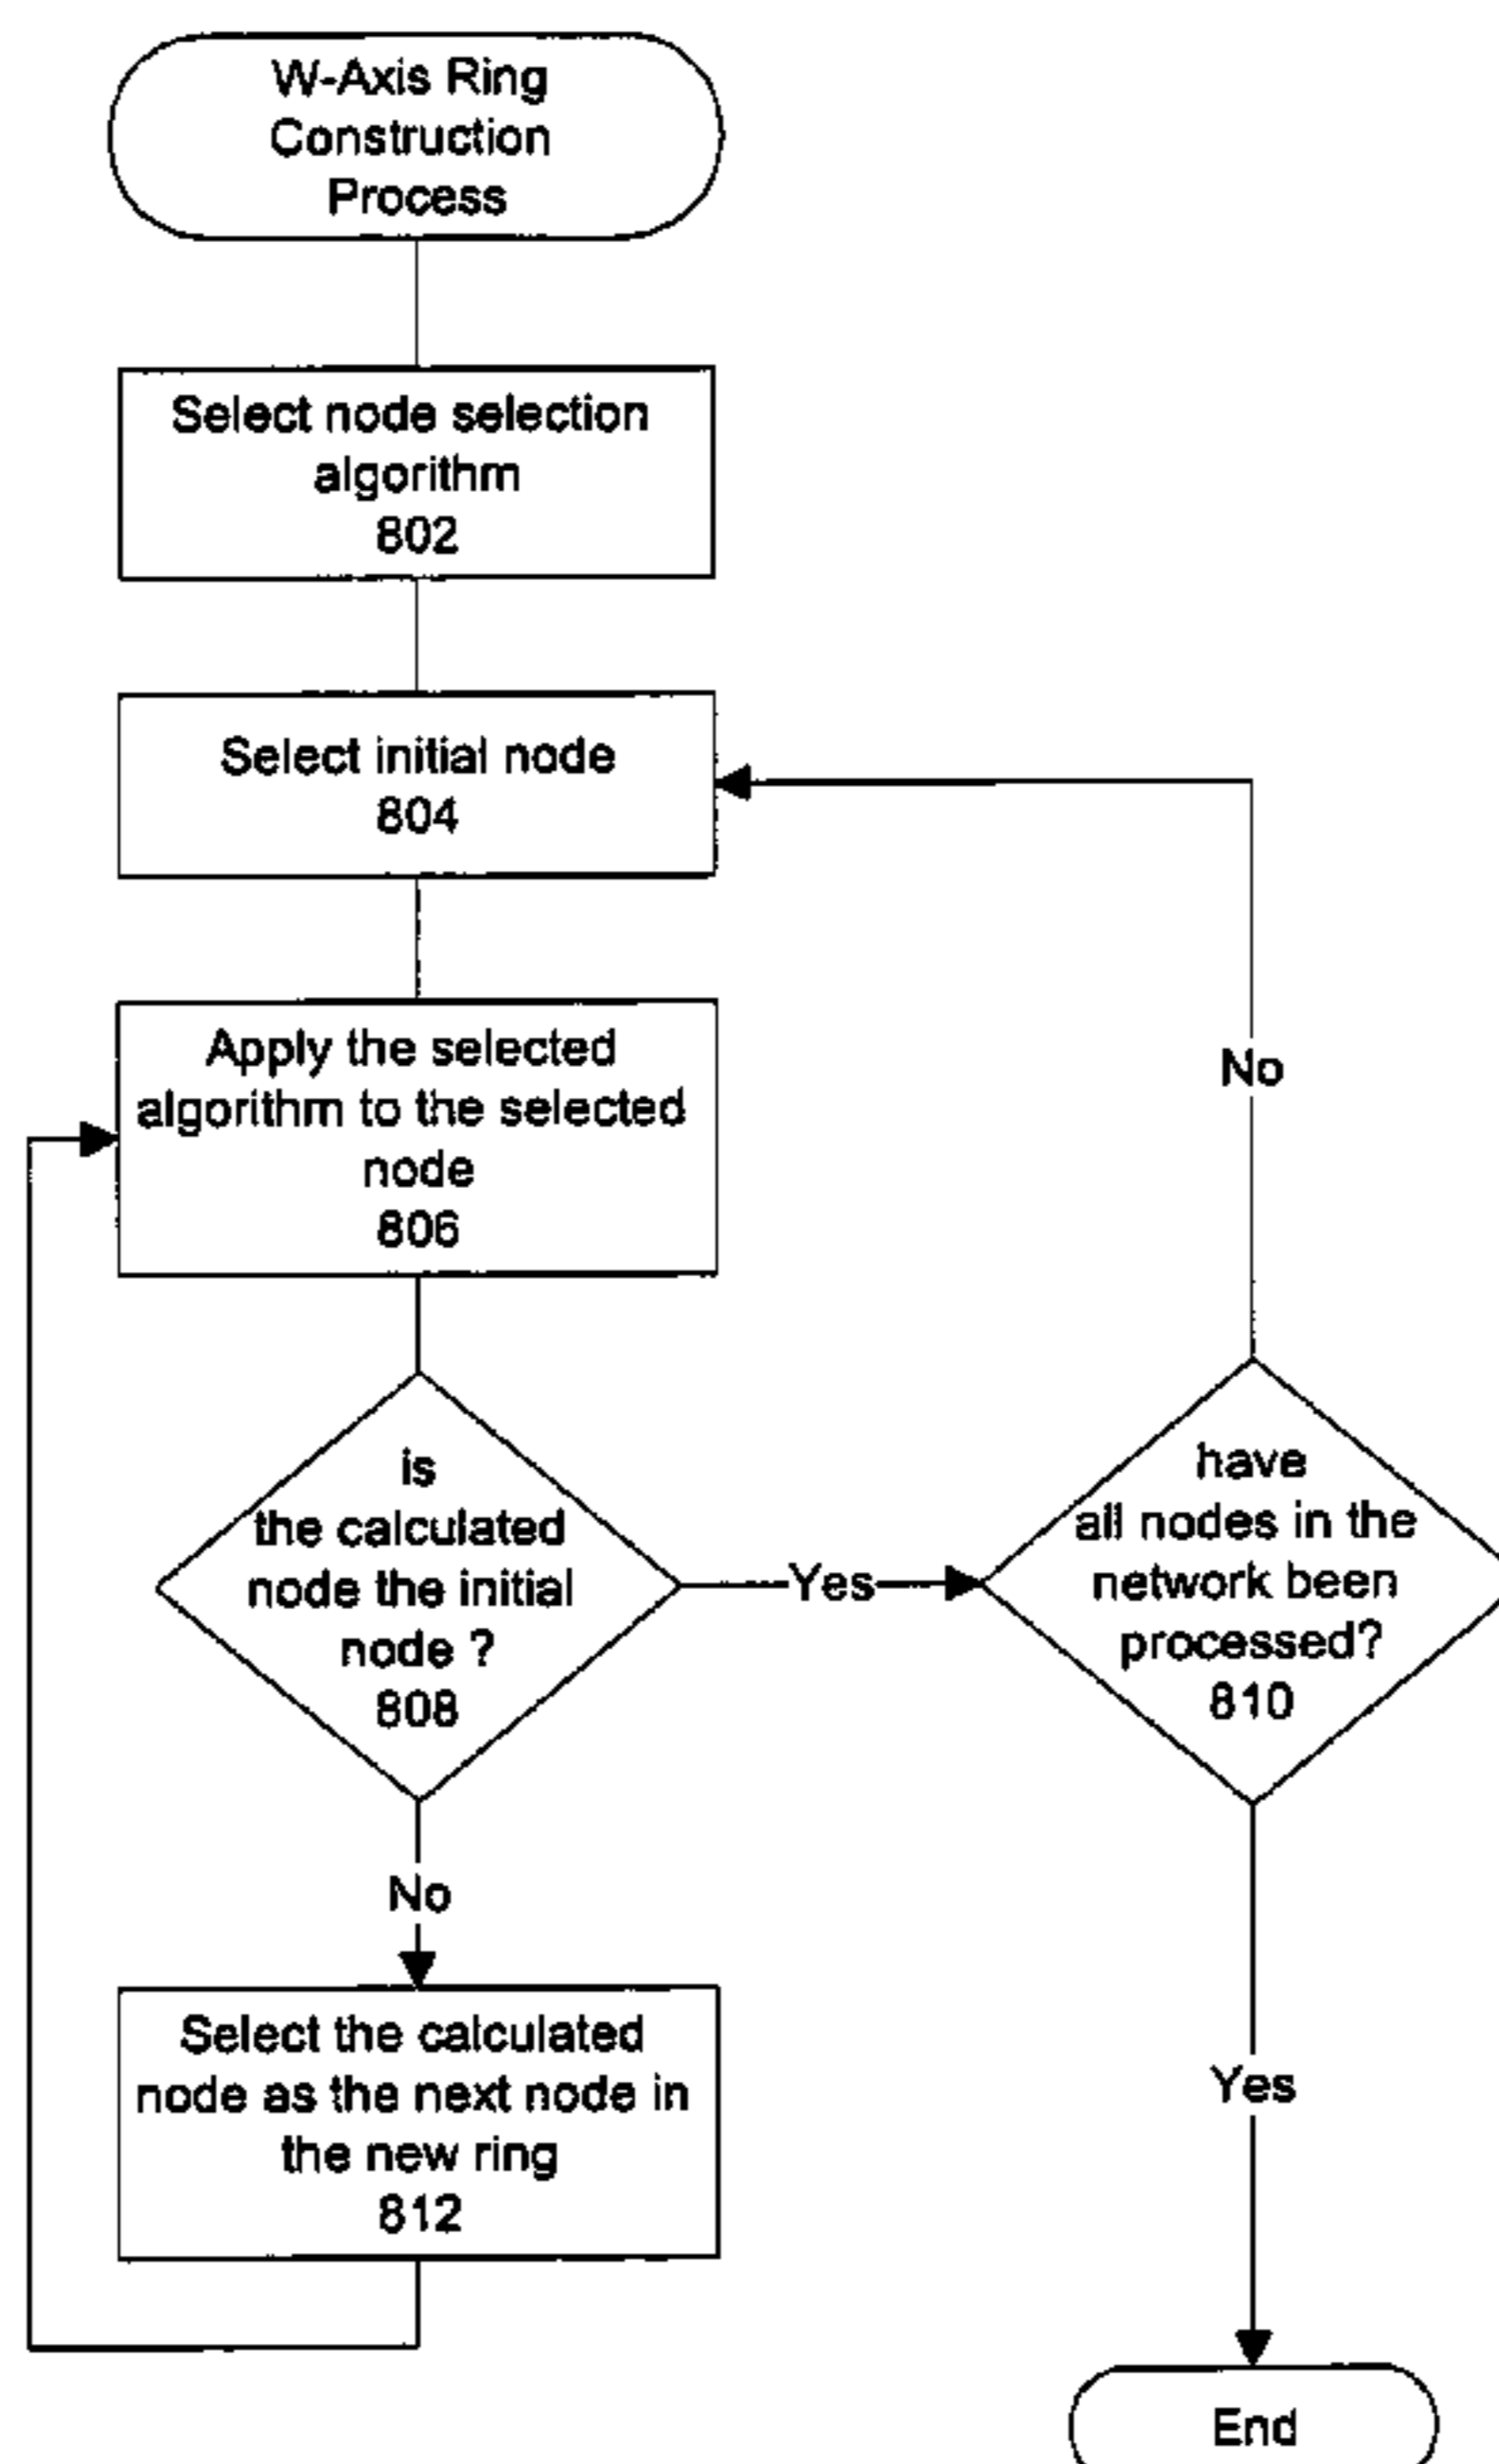 W-Axis Ring
Construction
Process
Select node selection
algorithm
802
Select initial node
804
Apply the selected
algorithm to the selected
node
806
is
the calculated
node the initial
node ?
808
Yes
have
all nodes in the
network been
processed?
810
No
No
Select the calculated
node as the next node in
the new ring
812
Yes
End